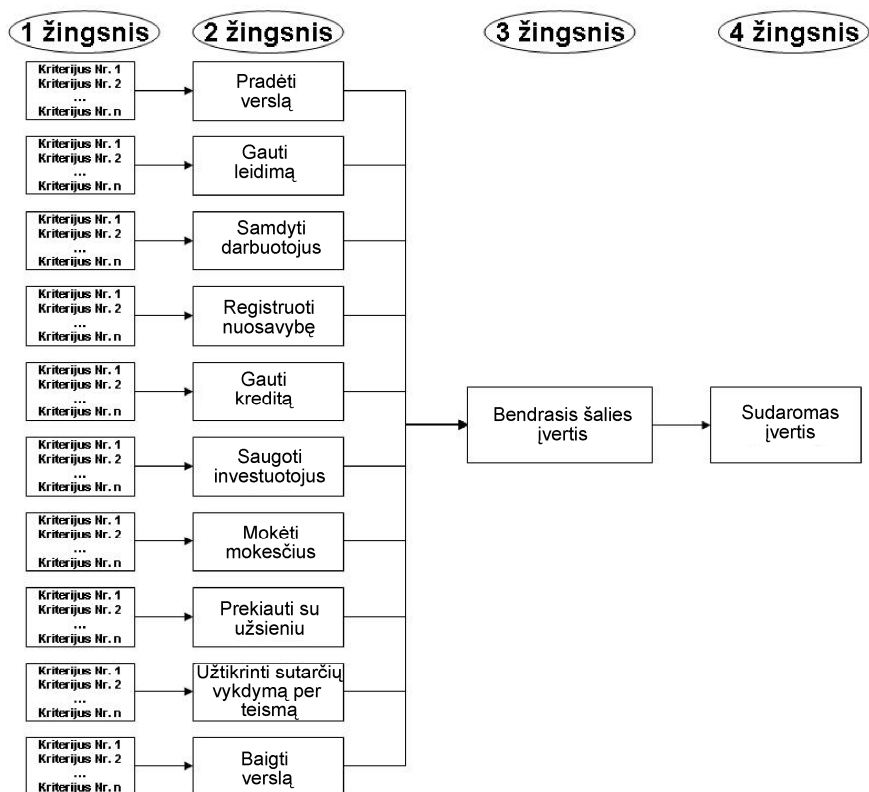 1 žingsnis
2 žingsnis
3 žingsnis
4 žingsnis
Kriterijus Nr. 1
Kriterijus Nr. 2
...
Kriterijus Nr. n
Pradėti
verslą
Kriterijus Nr. 1
Kriterijus Nr. 2
...
Kriterijus Nr. n
Gauti
leidimą
Kriterijus Nr. 1
Kriterijus Nr. 2
...
Kriterijus Nr. n
Samdyti
darbuotojus
Kriterijus Nr. 1
Kriterijus Nr. 2
...
Kriterijus Nr. n
Registruoti
nuosavybę
Kriterijus Nr. 1
Kriterijus Nr. 2
...
Kriterijus Nr. n
Gauti
kreditą
Kriterijus Nr. 1
Kriterijus Nr. 2
...
Kriterijus Nr. n
Saugoti
investuotojus
Kriterijus Nr. 1
Kriterijus Nr. 2
...
Kriterijus Nr. n
Mokėti
mokesčius
Kriterijus Nr. 1
Kriterijus Nr. 2
...
Kriterijus Nr. n
Prekiauti su
užsieniu
Kriterijus Nr. 1
Kriterijus Nr. 2
...
Kriterijus Nr. n
Užtikrinti sutarčių
vykdymą per
teismą
Kriterijus Nr. 1
Kriterijus Nr. 2
...
Kriterijus Nr. n
Baigti
verslą
Bendrasis šalies
įvertis
Sudaromas
įvertis